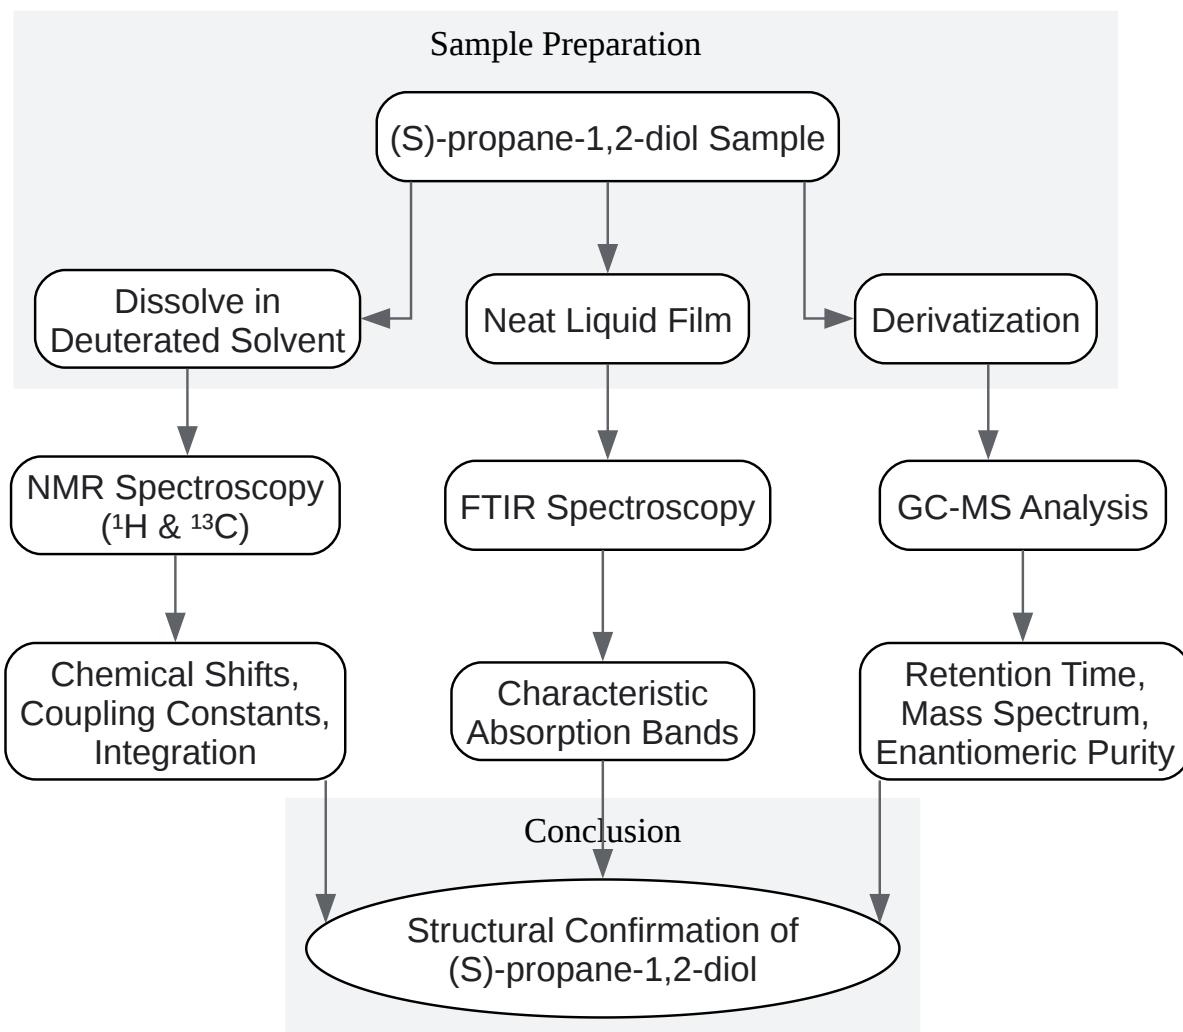 Sample Preparation
(S)-propane-1,2-diol Sample
Dissolve in
Deuterated Solvent
Neat Liquid Film
Derivatization
NMR Spectroscopy
(¹H & ¹³C)
FTIR Spectroscopy
GC-MS Analysis
Chemical Shifts,
Coupling Constants,
Integration
Characteristic
Absorption Bands
Retention Time,
Mass Spectrum,
Enantiomeric Purity
Conclusion
Structural Confirmation of
(S)-propane-1,2-diol